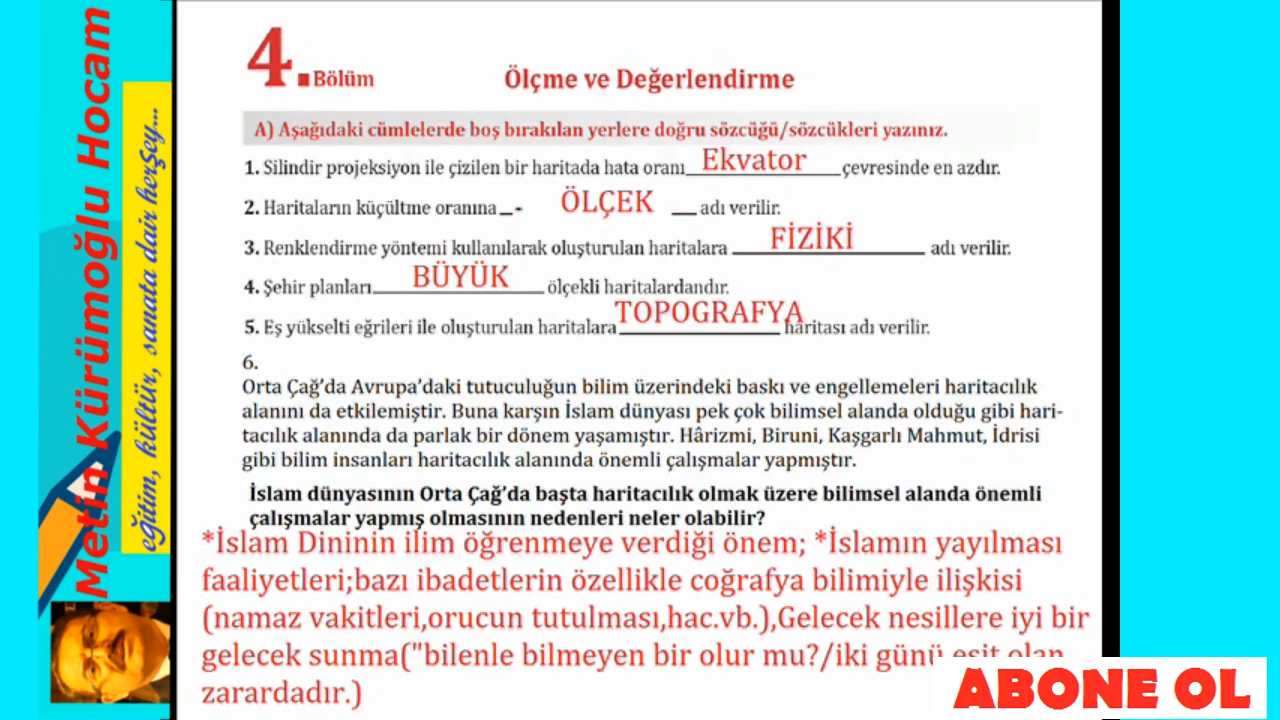 Metin Kürümoğlu Hocam
eğitim, kültür, sanata dair herşey...
4. Bölüm
Ölçme ve Değerlendirme
A) Aşağıdaki cümlelerde boş bırakılan yerlere doğru sözcüğü/sözcükleri yazınız.
1. Silindir projeksiyon ile çizilen bir haritada hata oranı Ekvator çevresinde en azdır.
2. Haritaların küçültme oranına - ÖLÇEK adı verilir.
3. Renklendirme yöntemi kullanılarak oluşturulan haritalara FİZİKİ adı verilir.
4. Şehir planları BÜYÜK ölçekli haritalardandır.
5. Eş yükselti eğrileri ile oluşturulan haritalara TOPOGRAFYA haritası adı verilir.
6.
Orta Çağ'da Avrupa'daki tutuculuğun bilim üzerindeki baskı ve engellemeleri haritacılık
alanını da etkilemiştir. Buna karşın İslam dünyası pek çok bilimsel alanda olduğu gibi hari-
tacılık alanında da parlak bir dönem yaşamıştır. Hârizmi, Biruni, Kaşgarlı Mahmut, İdrisi
gibi bilim insanları haritacılık alanında önemli çalışmalar yapmıştır.
İslam dünyasının Orta Çağ'da başta haritacılık olmak üzere bilimsel alanda önemli
çalışmalar yapmış olmasının nedenleri neler olabilir?
*İslam Dininin ilim öğrenmeye verdiği önem; *İslamın yayılması
faaliyetleri;bazı ibadetlerin özellikle coğrafya bilimiyle ilişkisi
(namaz vakitleri,orucun tutulması,hac.vb.),Gelecek nesillere iyi bir
gelecek sunma("bilenle bilmeyen bir olur mu?/iki günü eşit olan
zarardadır.)
ABONE OL